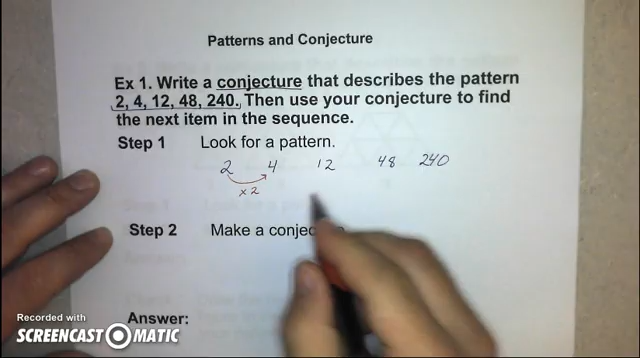 Patterns and Conjecture
Ex 1. Write a conjecture that describes the pattern
2, 4, 12, 48, 240. Then use your conjecture to find
the next item in the sequence.
Step 1 Look for a pattern.
2 4 12 48 240
×2
Step 2 Make a
Answer:
Recorded with
SCREENCAST MATIC